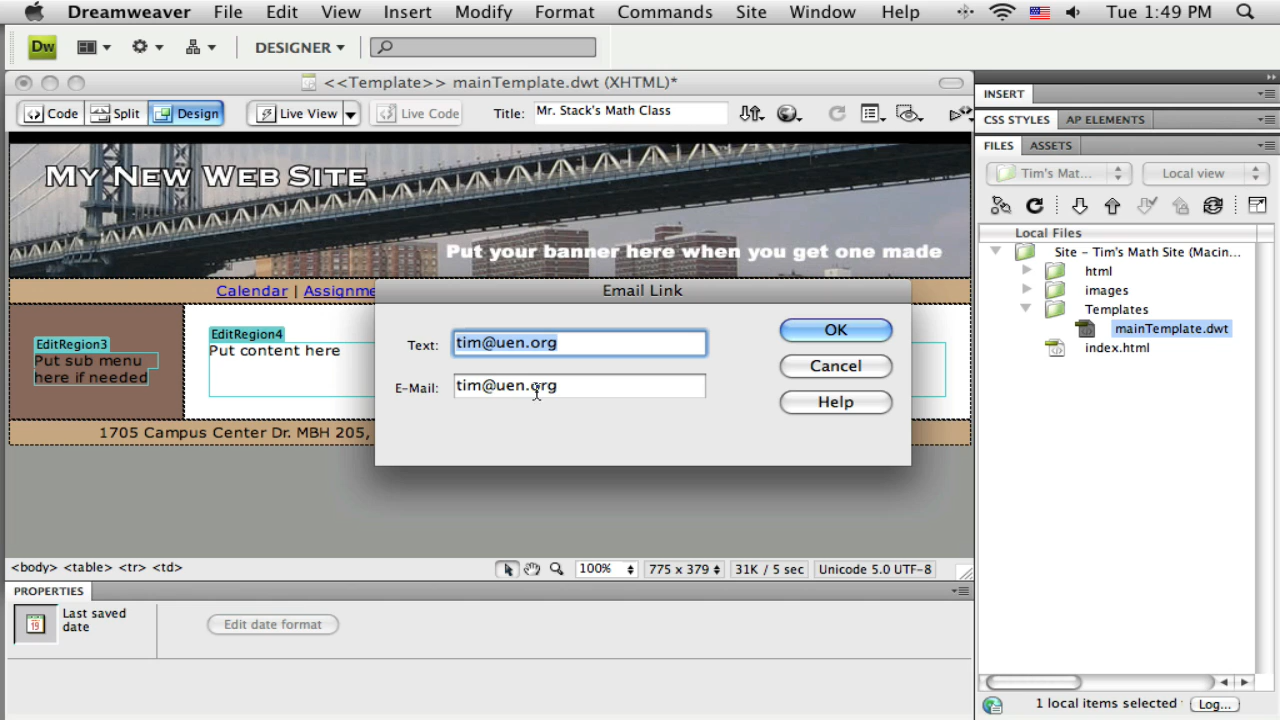 Dreamweaver File Edit View Insert Modify Format Commands Site Window Help Tue 1:49 PM
Dw DESIGNER
<<Template>> mainTemplate.dwt (XHTML)*
Code Split Design Live View Live Code Title: Mr. Stack's Math Class
My New Web Site
Put your banner here when you get one made
Calendar | Assignme
EditRegion3
Put sub menu
here if needed
EditRegion4
Put content here
1705 Campus Center Dr. MBH 205,
Email Link
Text: tim@uen.org
E-Mail: tim@uen.org
OK
Cancel
Help
<body> <table> <tr> <td>
100% 775 x 379 31K / 5 sec Unicode 5.0 UTF-8
PROPERTIES
Last saved
date
19
Edit date format
INSERT
CSS STYLES AP ELEMENTS
FILES ASSETS
Tim's Mat... Local view
Local Files
Site - Tim's Math Site (Macin...
html
images
Templates
mainTemplate.dwt
index.html
1 local items selected Log...